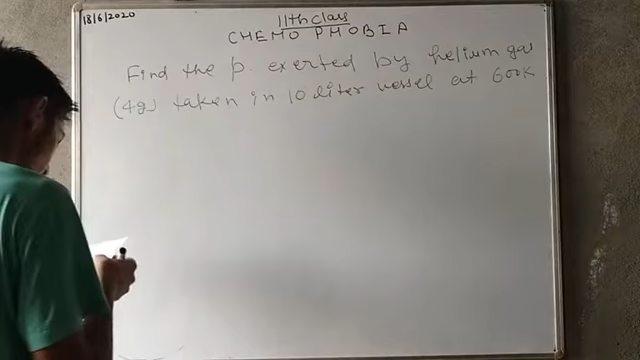 18/6/2020
11th class
CHEMO PHOBIA
Find the p. exerted by helium gas
(4g) taken in 10 liter vessel at 600K